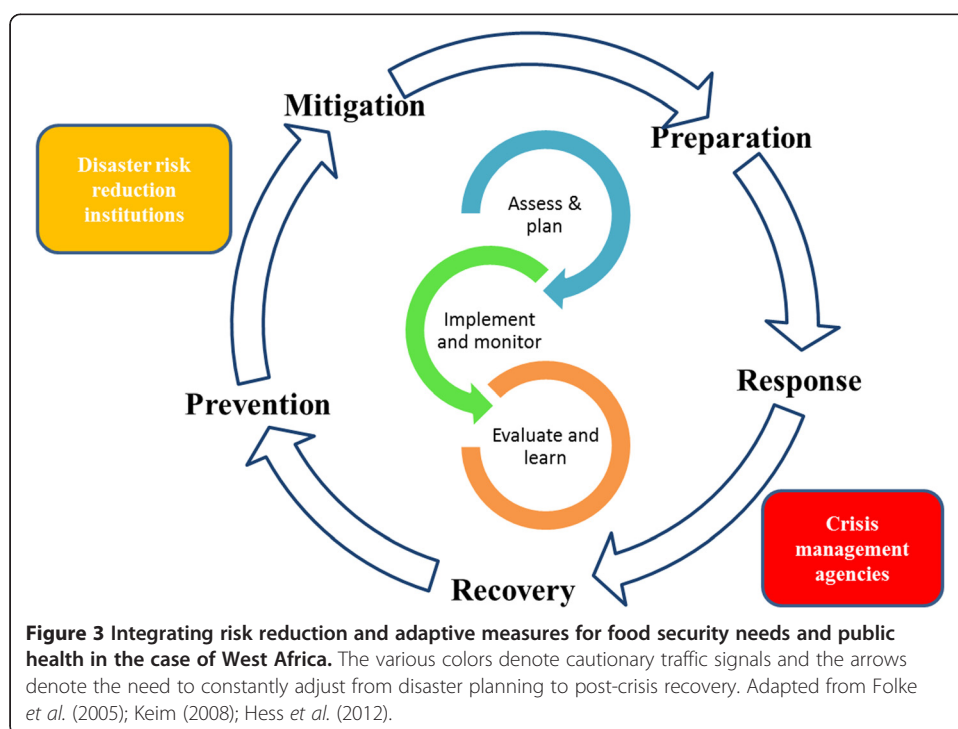 Mitigation
Preparation
Disaster risk
reduction
institutions
Assess &
plan
Implement
and monitor
Response
Prevention
Evaluate and
learn
Crisis
management
agencies
Recovery
Figure 3 Integrating risk reduction and adaptive measures for food security needs and public
health in the case of West Africa. The various colors denote cautionary traffic signals and the arrows
denote the need to constantly adjust from disaster planning to post-crisis recovery. Adapted from Folke
et al. (2005); Keim (2008); Hess et al. (2012).